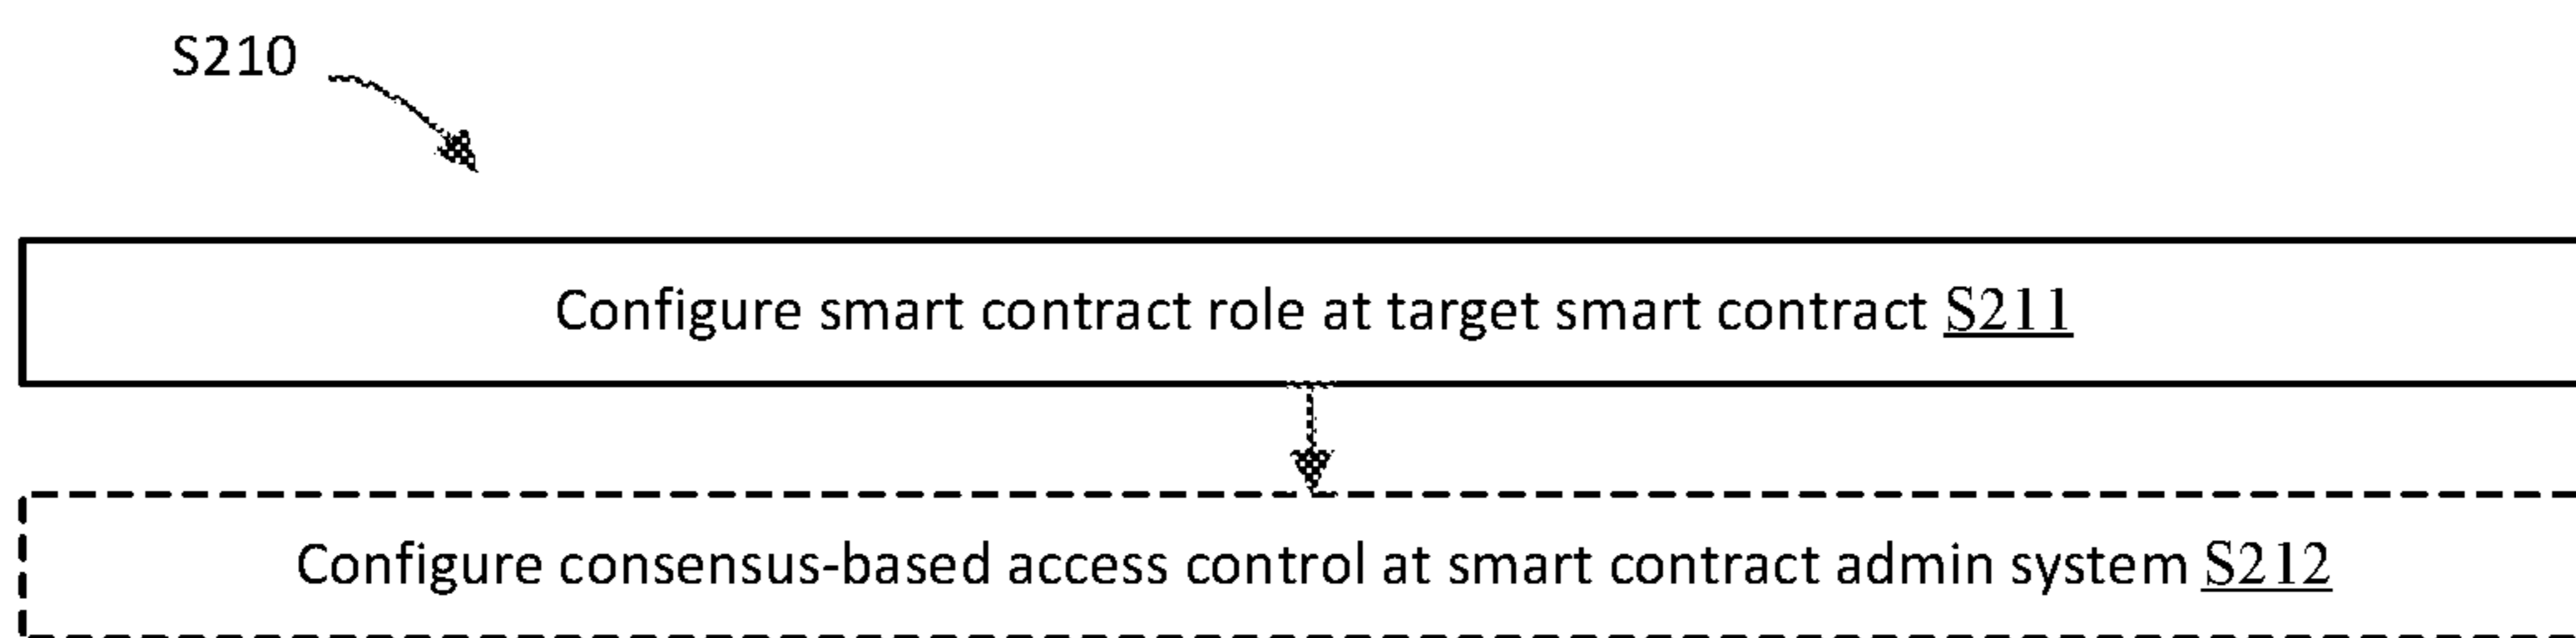 S210
Configure smart contract role at target smart contract S211
Configure consensus-based access control at smart contract admin system S212